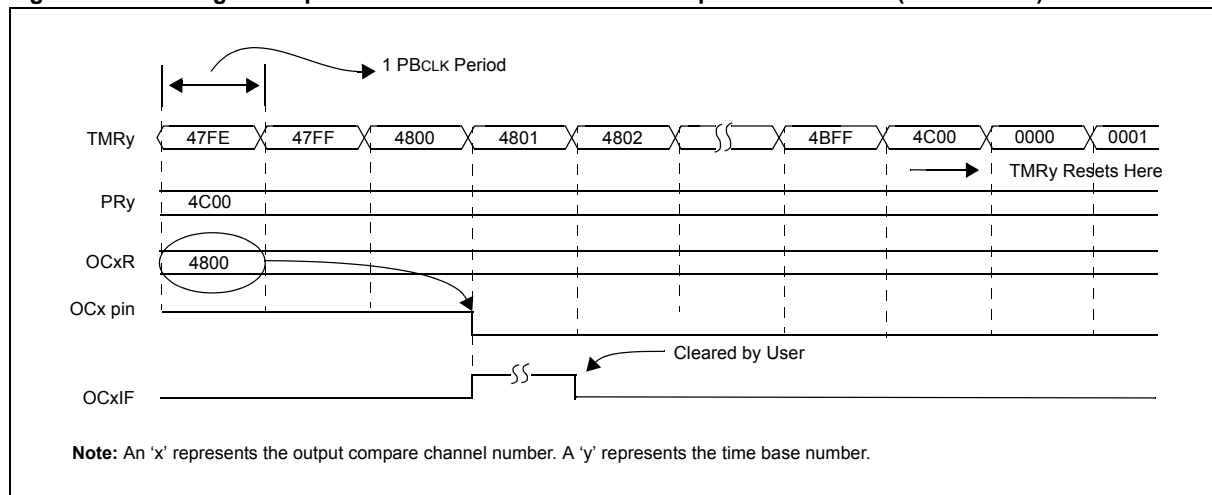 1 PBCLK Period
TMRy 47FE 47FF 4800 4801 4802 4BFF 4C00 0000 0001
TMRy Resets Here
PRy 4C00
OCxR 4800
OCx pin
Cleared by User
OCxIF
Note: An ‘x’ represents the output compare channel number. A ‘y’ represents the time base number.